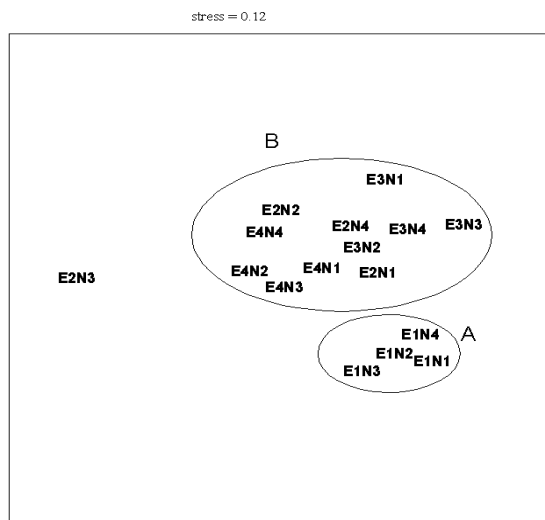 stress = 0.12
B
E3N1
E2N2
E2N4
E3N4
E3N3
E4N4
E3N2
E4N2
E4N1
E2N1
E2N3
E4N3
E1N4
A
E1N2
E1N1
E1N3